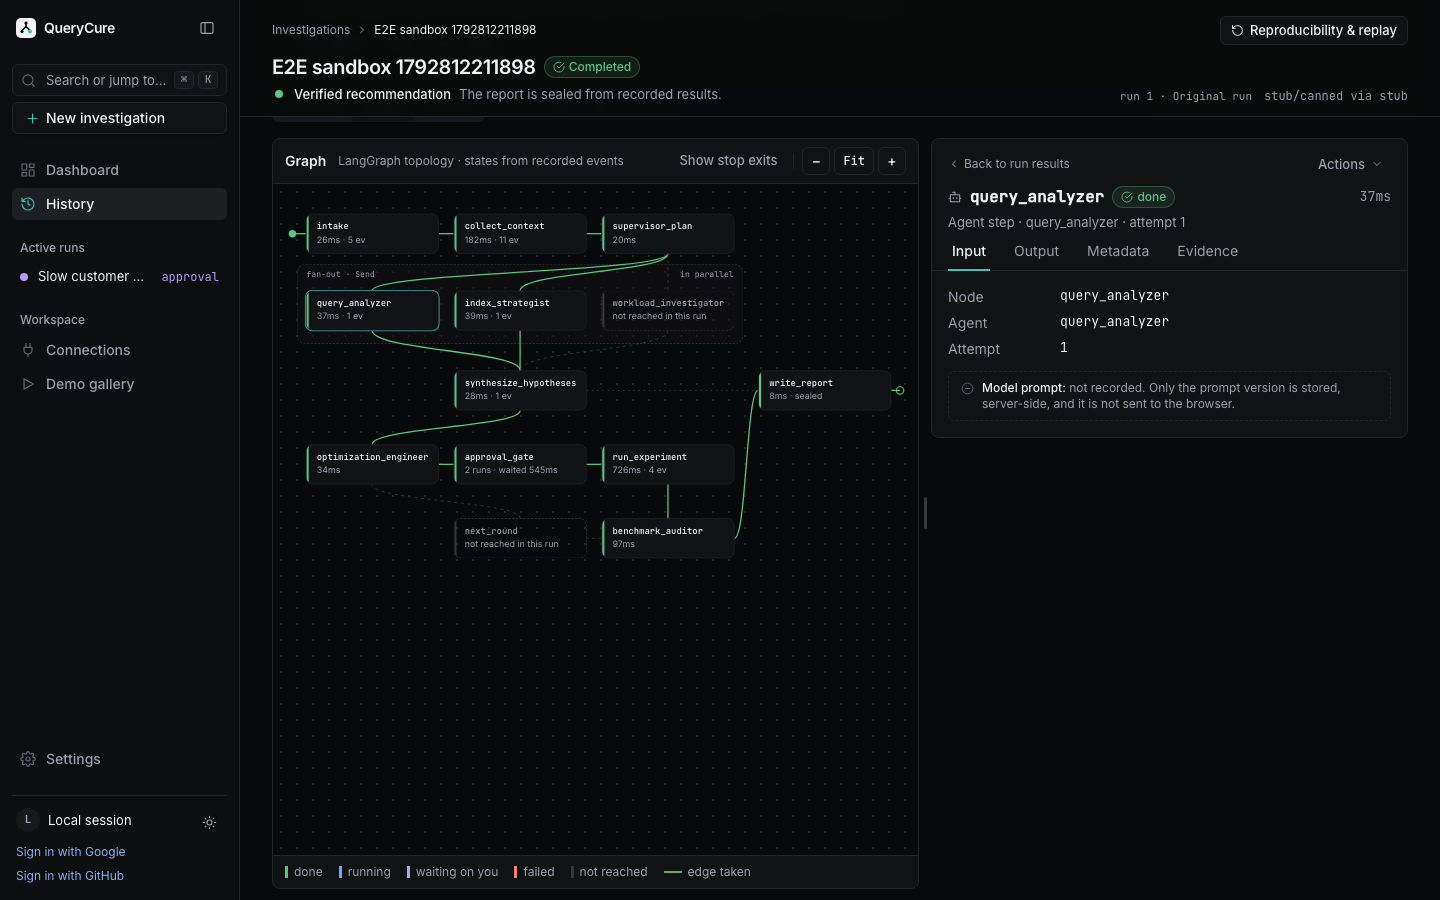 QueryCure
Search or jump to... ⌘ K
New investigation
Dashboard
History
Active runs
Slow customer ... approval
Workspace
Connections
Demo gallery
Settings
L Local session
Sign in with Google
Sign in with GitHub
Investigations > E2E sandbox 1792812211898
Reproducibility & replay
E2E sandbox 1792812211898 Completed
Verified recommendation The report is sealed from recorded results.
run 1 · Original run stub/canned via stub
Graph LangGraph topology · states from recorded events Show stop exits − Fit +
intake
26ms · 5 ev
collect_context
182ms · 11 ev
supervisor_plan
20ms
fan-out · Send
in parallel
query_analyzer
37ms · 1 ev
index_strategist
39ms · 1 ev
workload_investigator
not reached in this run
synthesize_hypotheses
28ms · 1 ev
write_report
8ms · sealed
optimization_engineer
34ms
approval_gate
2 runs · waited 545ms
run_experiment
726ms · 4 ev
next_round
not reached in this run
benchmark_auditor
97ms
done running waiting on you failed not reached edge taken
Back to run results Actions
query_analyzer done 37ms
Agent step · query_analyzer · attempt 1
Input Output Metadata Evidence
Node query_analyzer
Agent query_analyzer
Attempt 1
Model prompt: not recorded. Only the prompt version is stored,
server-side, and it is not sent to the browser.